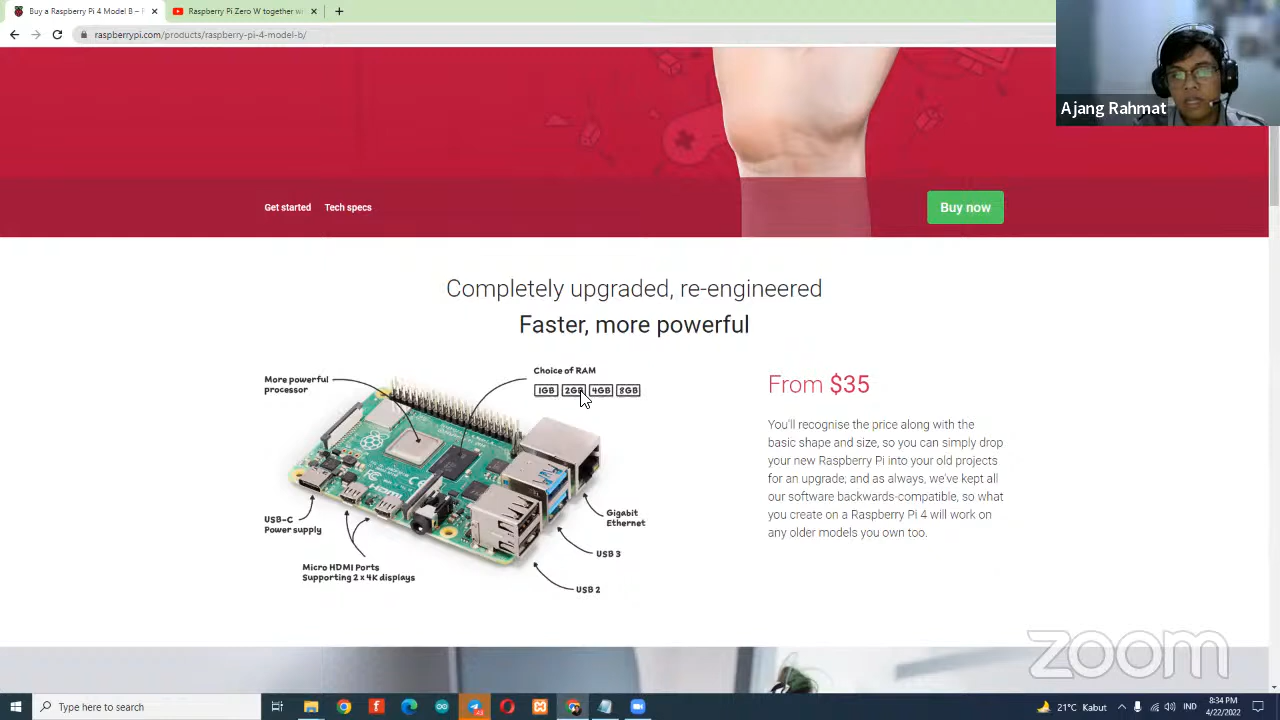 Buy a Raspberry Pi 4 Model B – F
Raspberry Pi Zero W together wi
raspberrypi.com/products/raspberry-pi-4-model-b/
Ajang Rahmat
Get started
Tech specs
Buy now
Completely upgraded, re-engineered
Faster, more powerful
More powerful
processor
Choice of RAM
1GB 2GB 4GB 8GB
USB-C
Power supply
Micro HDMI Ports
Supporting 2 x 4K displays
Gigabit
Ethernet
USB 3
USB 2
From $35
You'll recognise the price along with the
basic shape and size, so you can simply drop
your new Raspberry Pi into your old projects
for an upgrade, and as always, we've kept all
our software backwards-compatible, so what
you create on a Raspberry Pi 4 will work on
any older models you own too.
zoom
Type here to search
21°C Kabut
IND
8:34 PM
4/22/2022